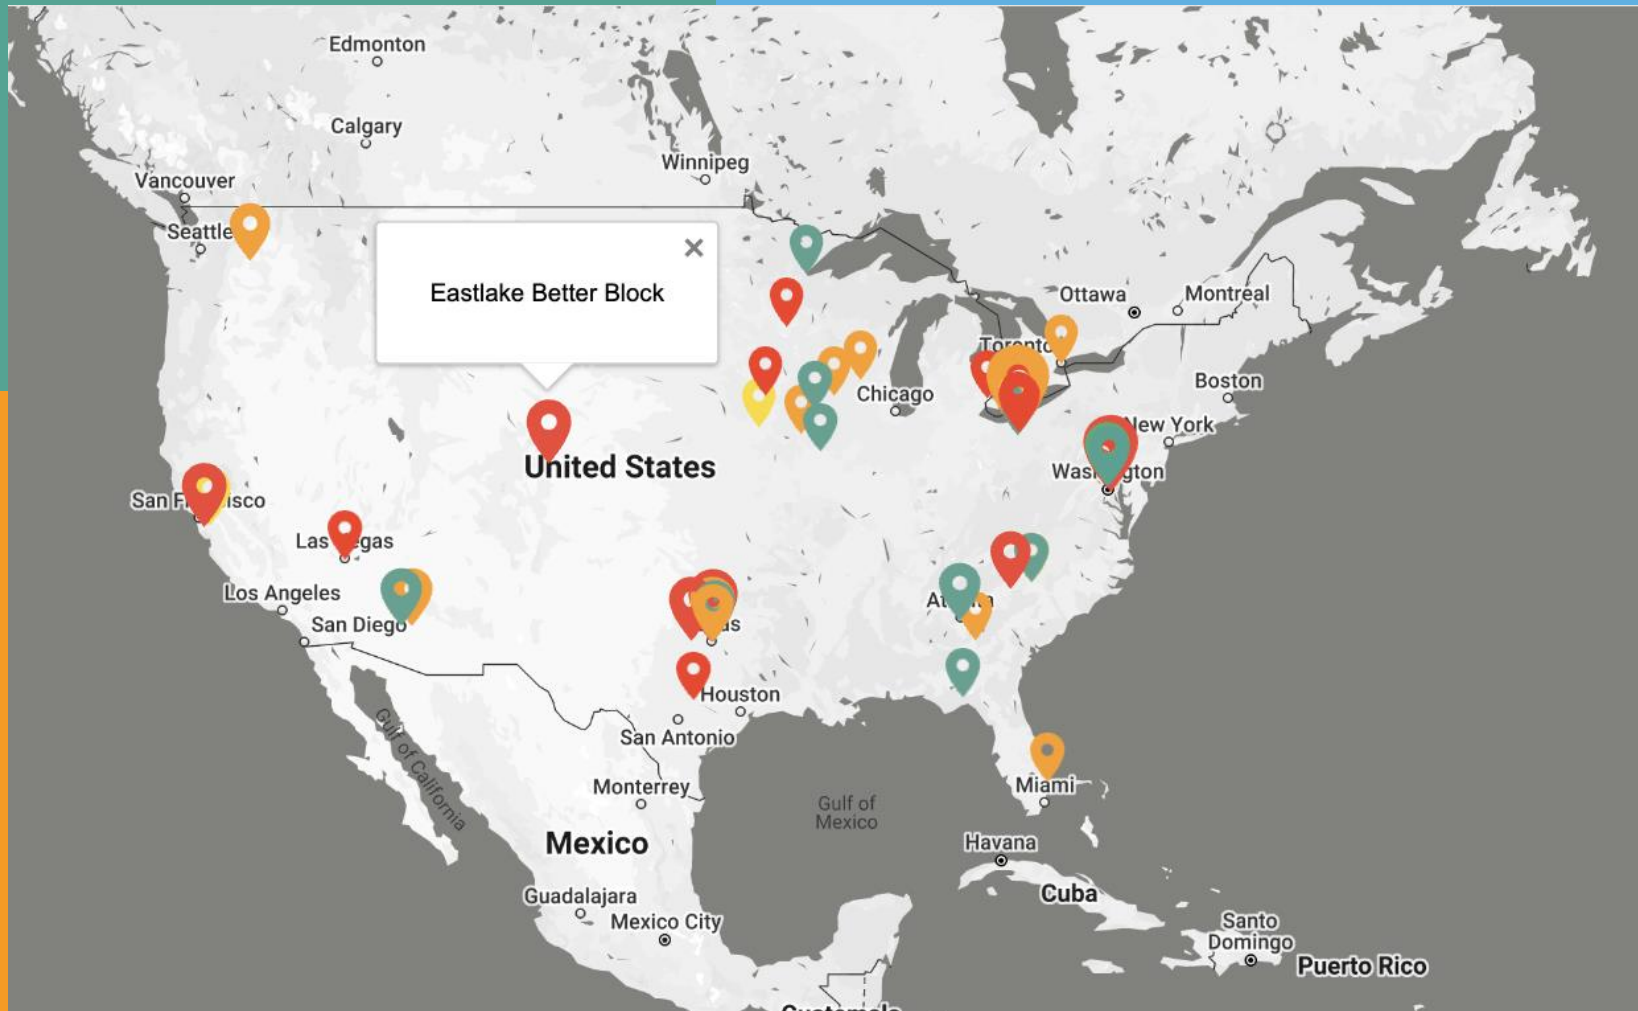 Edmonton
Calgary
Winnipeg
Vancouver
Seattle
Eastlake Better Block
Ottawa
Montreal
Toronto
Boston
Chicago
New York
United States
Washington
San Francisco
Las Vegas
Los Angeles
Atlanta
San Diego
Houston
San Antonio
Gulf of California
Monterrey
Miami
Gulf of
Mexico
Mexico
Havana
Guadalajara
Cuba
Mexico City
Santo
Domingo
Puerto Rico
Guatemala